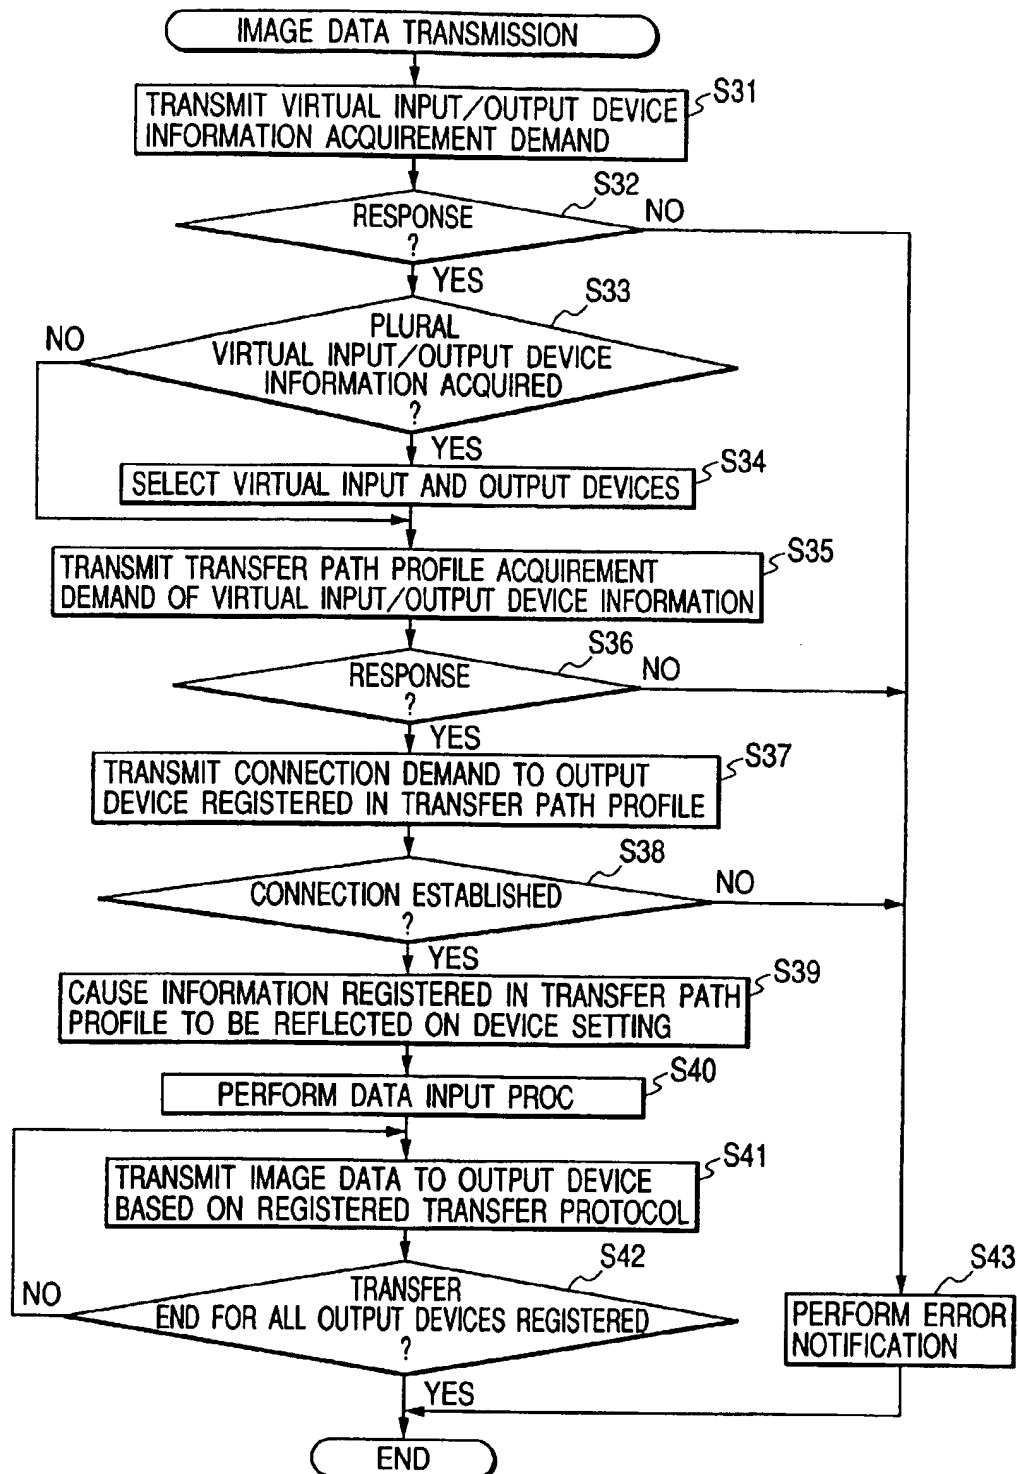 IMAGE DATA TRANSMISSION
S31
TRANSMIT VIRTUAL INPUT/OUTPUT DEVICE
INFORMATION ACQUIREMENT DEMAND
S32
RESPONSE
?
NO
YES
S33
PLURAL
VIRTUAL INPUT/OUTPUT DEVICE
INFORMATION ACQUIRED
?
NO
YES
S34
SELECT VIRTUAL INPUT AND OUTPUT DEVICES
S35
TRANSMIT TRANSFER PATH PROFILE ACQUIREMENT
DEMAND OF VIRTUAL INPUT/OUTPUT DEVICE INFORMATION
S36
RESPONSE
?
NO
YES
S37
TRANSMIT CONNECTION DEMAND TO OUTPUT
DEVICE REGISTERED IN TRANSFER PATH PROFILE
S38
CONNECTION ESTABLISHED
?
NO
YES
S39
CAUSE INFORMATION REGISTERED IN TRANSFER PATH
PROFILE TO BE REFLECTED ON DEVICE SETTING
S40
PERFORM DATA INPUT PROC
S41
TRANSMIT IMAGE DATA TO OUTPUT DEVICE
BASED ON REGISTERED TRANSFER PROTOCOL
S42
TRANSFER
END FOR ALL OUTPUT DEVICES REGISTERED
?
NO
YES
S43
PERFORM ERROR
NOTIFICATION
END